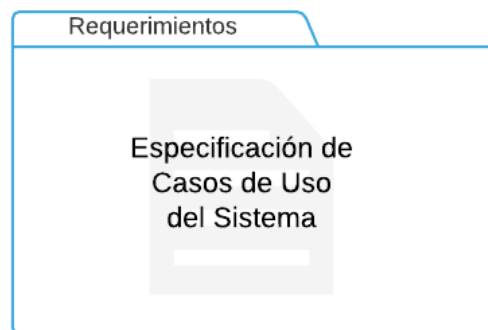 Requerimientos
Especificación de
Casos de Uso
del Sistema